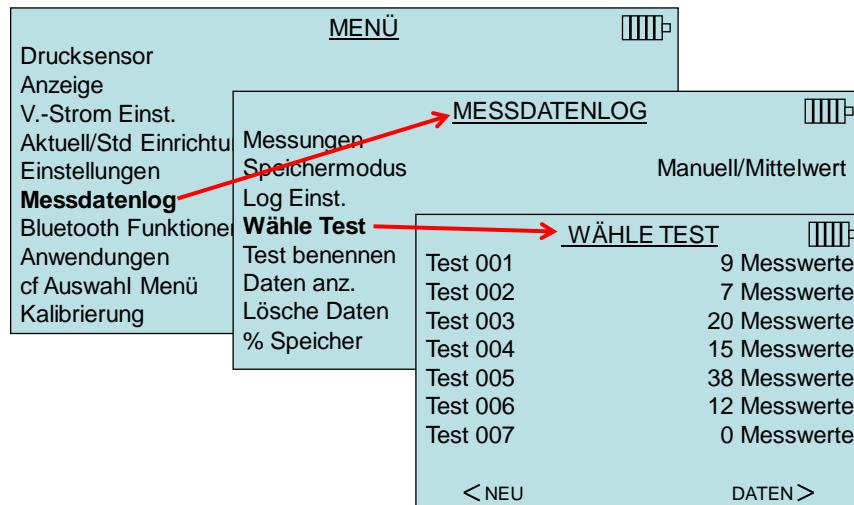 MENÜ
Drucksensor
Anzeige
V.-Strom Einst.
Aktuell/Std Einrichtu
Einstellungen
Messdatenlog
Bluetooth Funktione
Anwendungen
cf Auswahl Menü
Kalibrierung
MESSDATENLOG
Messungen
Speichermodus Manuell/Mittelwert
Log Einst.
Wähle Test
Test benennen
Daten anz.
Lösche Daten
% Speicher
WÄHLE TEST
Test 001 9 Messwerte
Test 002 7 Messwerte
Test 003 20 Messwerte
Test 004 15 Messwerte
Test 005 38 Messwerte
Test 006 12 Messwerte
Test 007 0 Messwerte
<NEU DATEN>